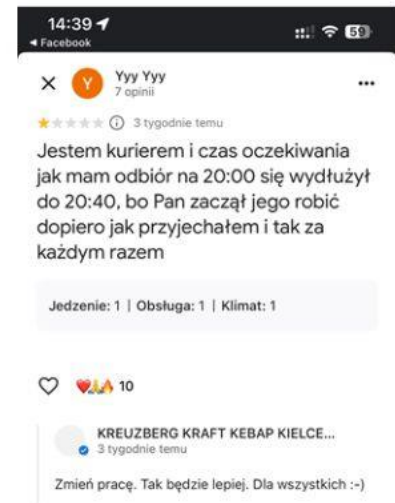 14:39
59
◄ Facebook
Y
Yyy Yyy
7 opinii
3 tygodnie temu
Jestem kurierem i czas oczekiwania
jak mam odbiór na 20:00 się wydłużył
do 20:40, bo Pan zaczął jego robić
dopiero jak przyjechałem i tak za
każdym razem
Jedzenie: 1 | Obsługa: 1 | Klimat: 1
10
KREUZBERG KRAFT KEBAP KIELCE...
3 tygodnie temu
Zmień pracę. Tak będzie lepiej. Dla wszystkich :-)